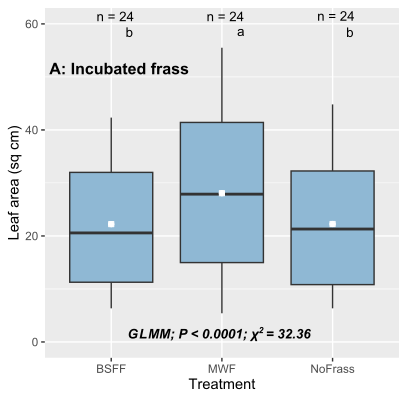 n = 24 n = 24 n = 24
b a b
A: Incubated frass
60
40
20
0
Leaf area (sq cm)
GLMM; P < 0.0001; χ² = 32.36
BSFF MWF NoFrass
Treatment